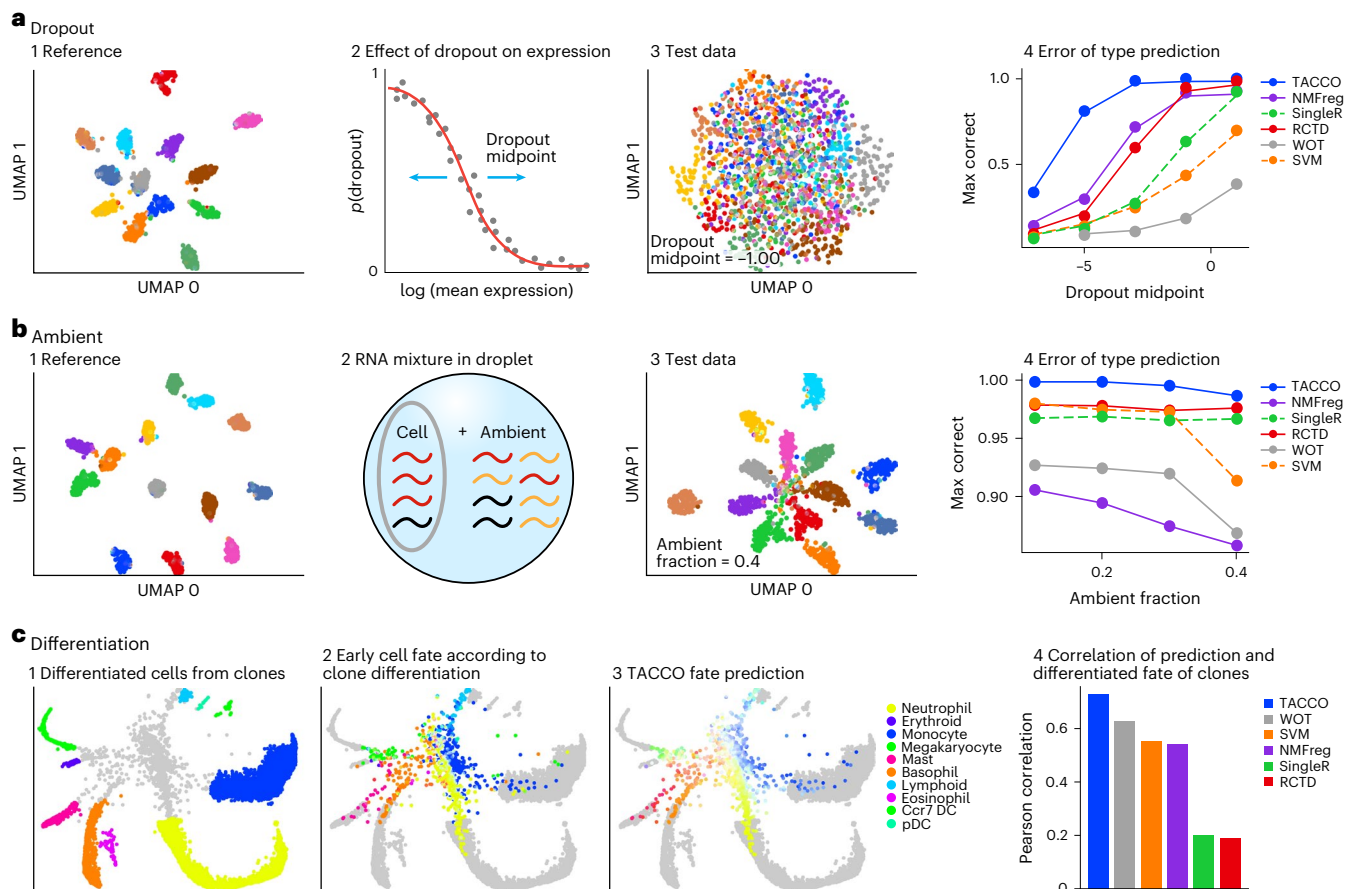 a
Dropout
1 Reference
UMAP 1
UMAP 0
2 Effect of dropout on expression
1
p(dropout)
0
Dropout
midpoint
log (mean expression)
3 Test data
UMAP 1
Dropout
midpoint = –1.00
UMAP 0
4 Error of type prediction
1.0
0.5
Max correct
–5
0
Dropout midpoint
TACCO
NMFreg
SingleR
RCTD
WOT
SVM
b
Ambient
1 Reference
UMAP 1
UMAP 0
2 RNA mixture in droplet
Cell + Ambient
3 Test data
UMAP 1
Ambient
fraction = 0.4
UMAP 0
4 Error of type prediction
1.00
0.95
0.90
Max correct
0.2
0.4
Ambient fraction
TACCO
NMFreg
SingleR
RCTD
WOT
SVM
c
Differentiation
1 Differentiated cells from clones
2 Early cell fate according to
clone differentiation
3 TACCO fate prediction
Neutrophil
Erythroid
Monocyte
Megakaryocyte
Mast
Basophil
Lymphoid
Eosinophil
Ccr7 DC
pDC
4 Correlation of prediction and
differentiated fate of clones
0.6
0.4
0.2
0
Pearson correlation
TACCO
WOT
SVM
NMFreg
SingleR
RCTD